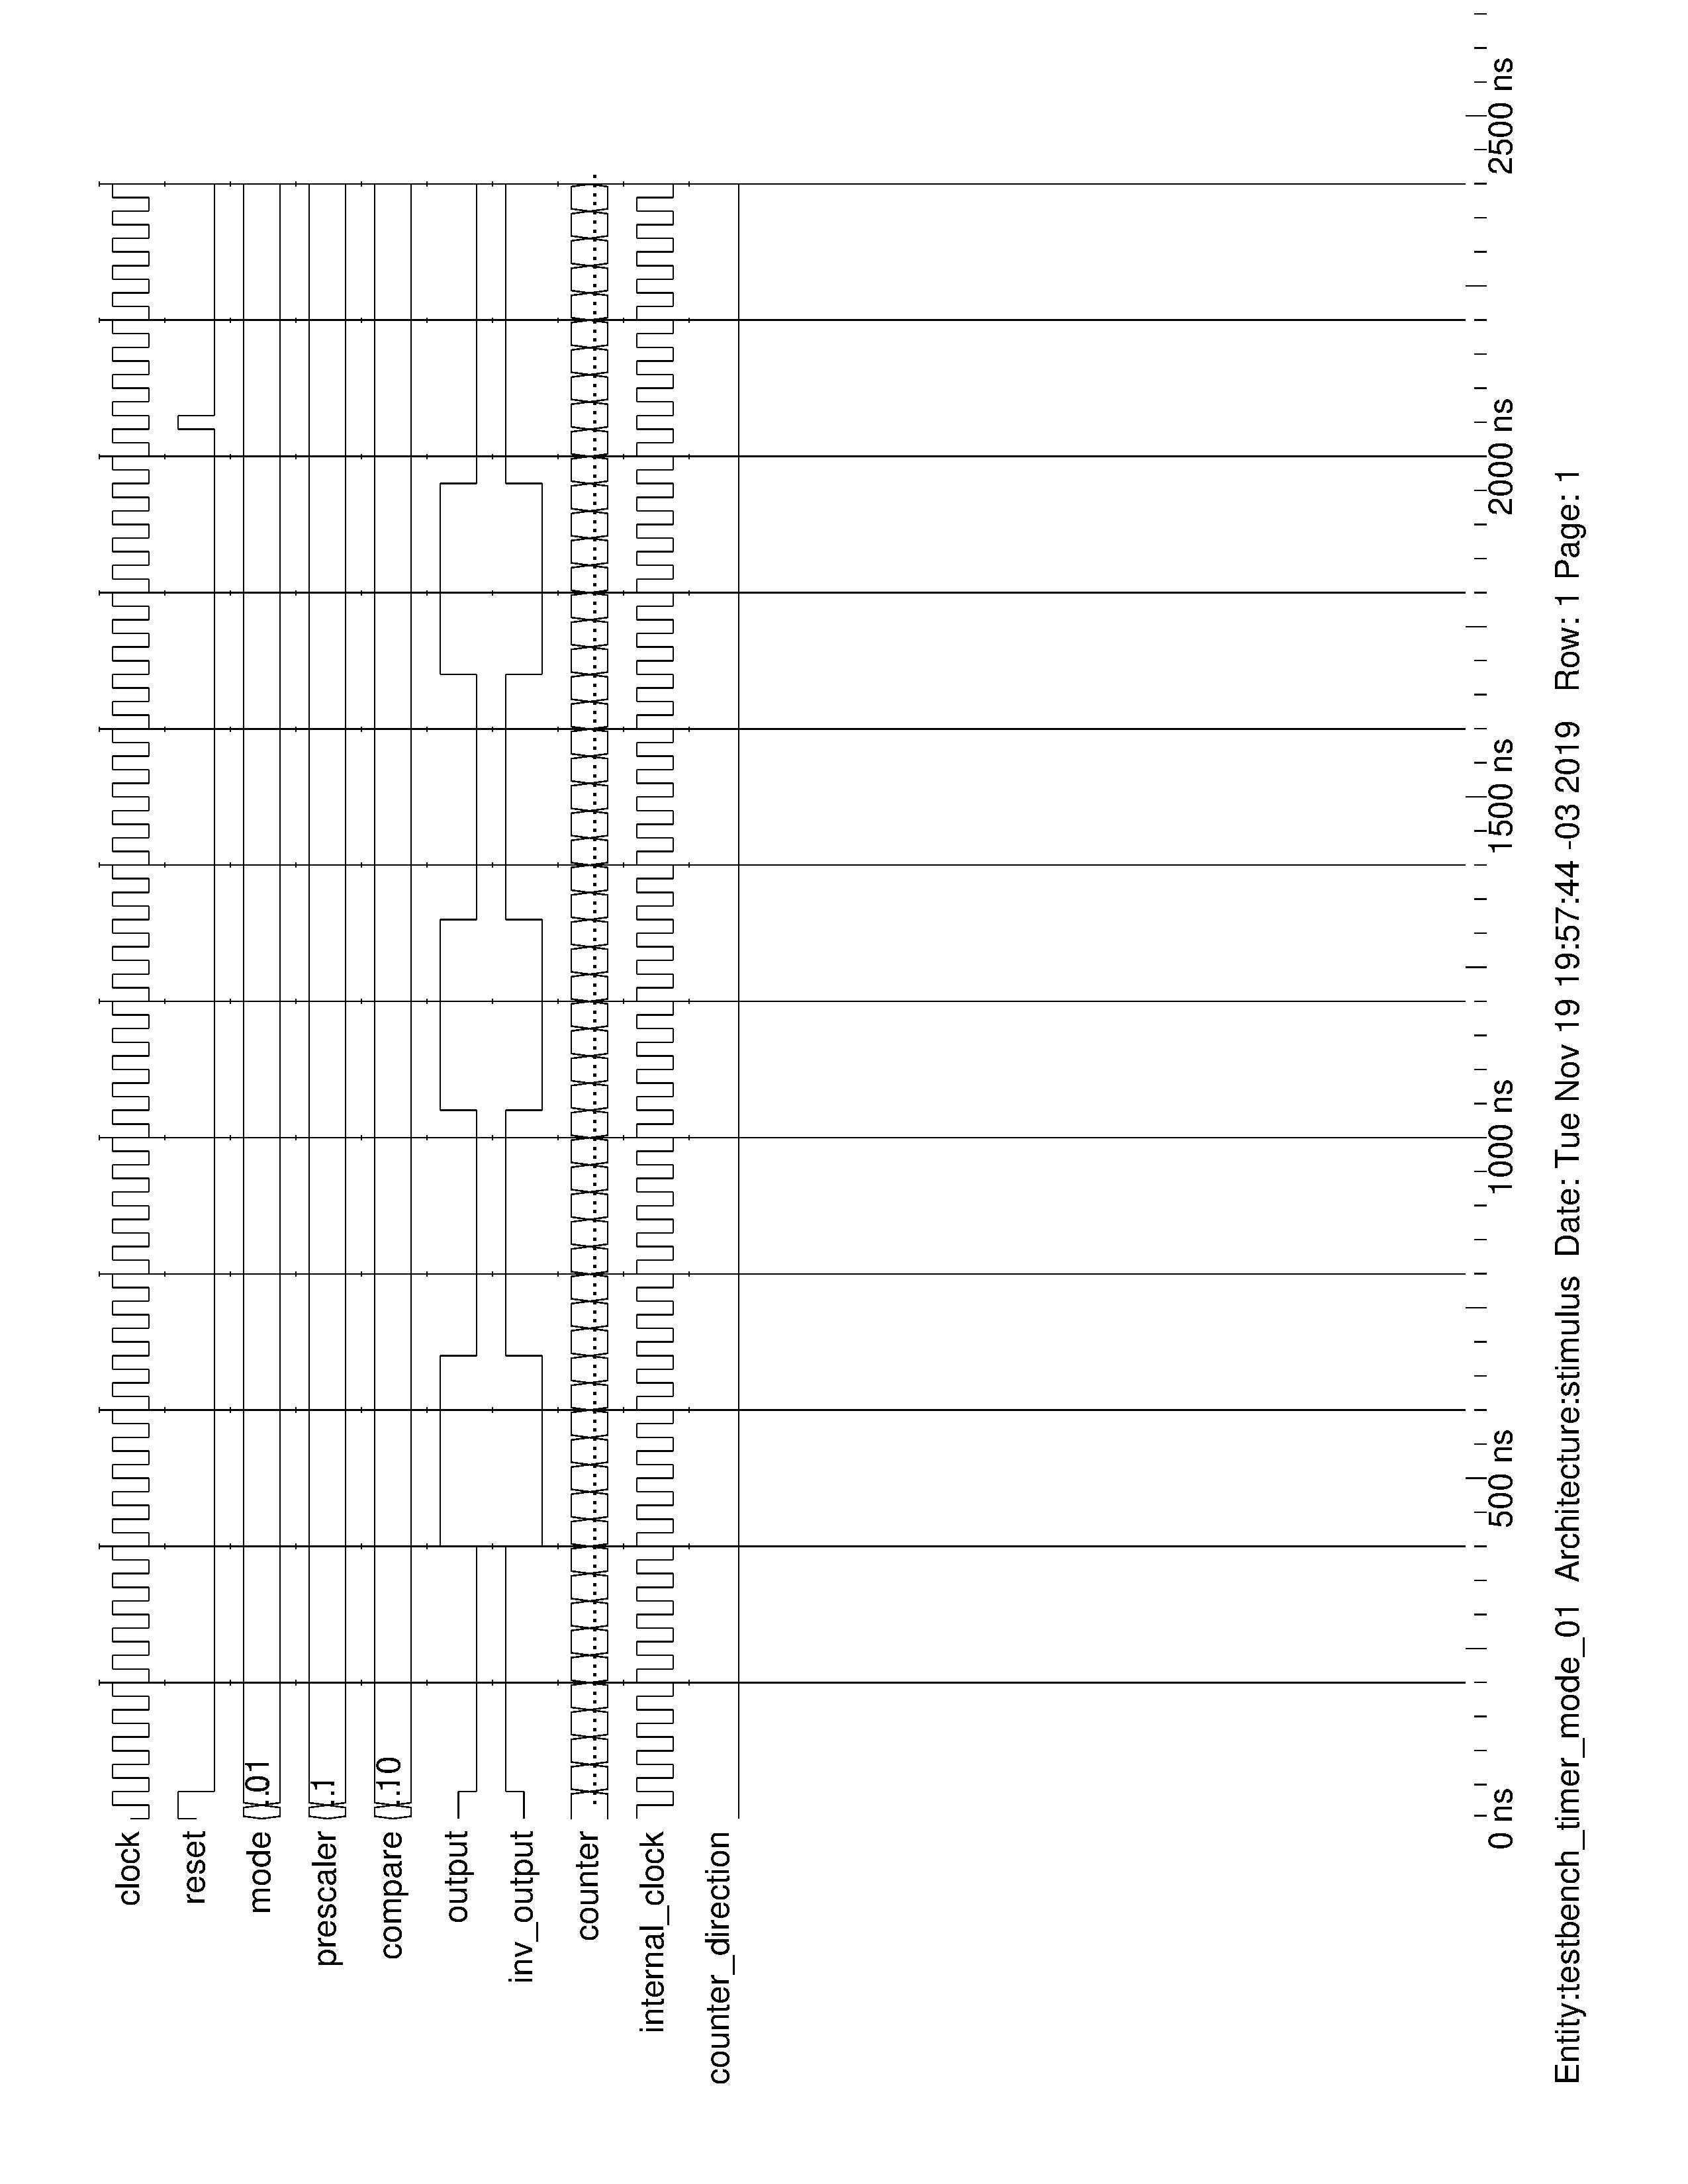 clock
reset
mode ..01
prescaler ..1
compare ..10
output
inv_output
counter
internal_clock
counter_direction
0 ns 500 ns 1000 ns 1500 ns 2000 ns 2500 ns
Entity:testbench_timer_mode_01 Architecture:stimulus Date: Tue Nov 19 19:57:44 -03 2019 Row: 1 Page: 1